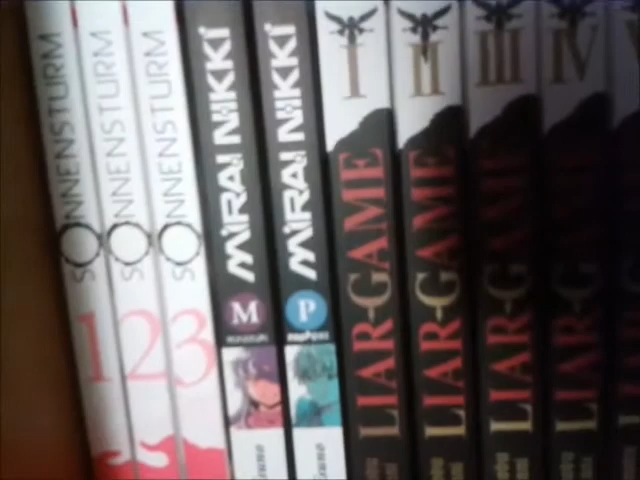 SONNENSTURM
1
SONNENSTURM
2
SONNENSTURM
3
MIRAI NIKKI
M
MIRAI NIKKI
P
I
LIAR-GAME
II
LIAR-GAME
III
LIAR-GAME
IV
LIAR-GAME